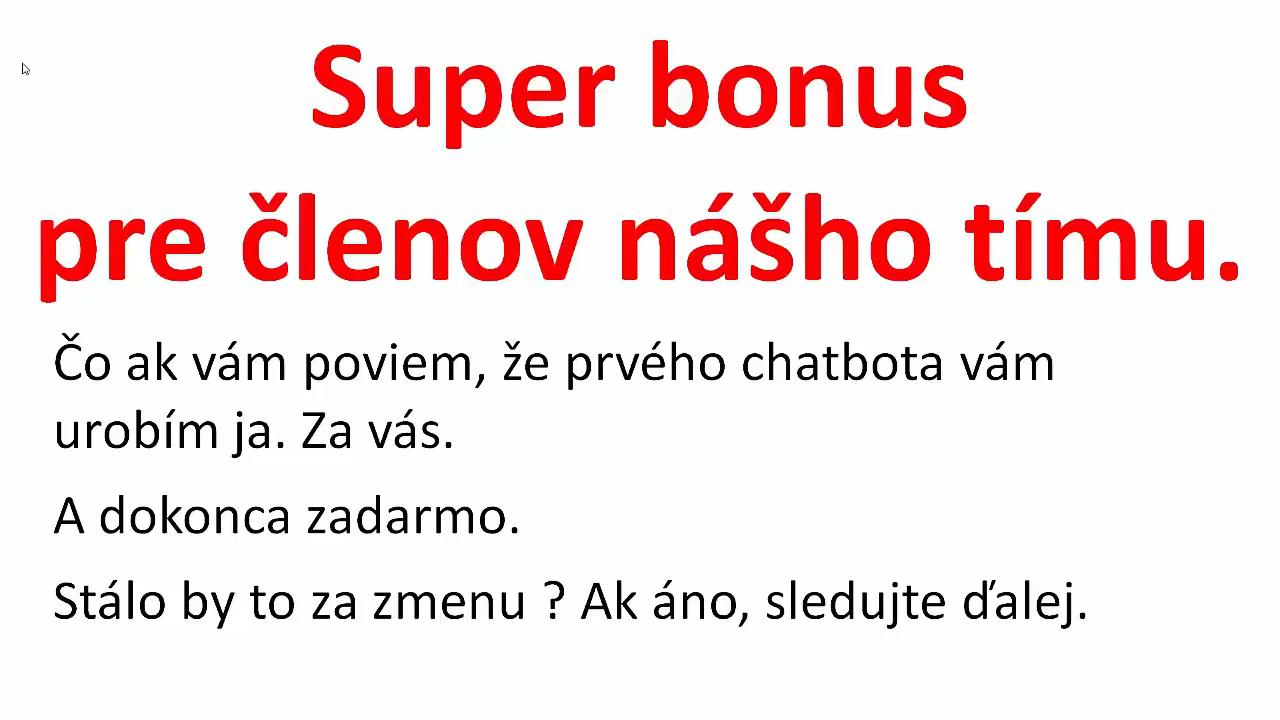 Super bonus
pre členov nášho tímu.
Čo ak vám poviem, že prvého chatbota vám
urobím ja. Za vás.
A dokonca zadarmo.
Stálo by to za zmenu ? Ak áno, sledujte ďalej.